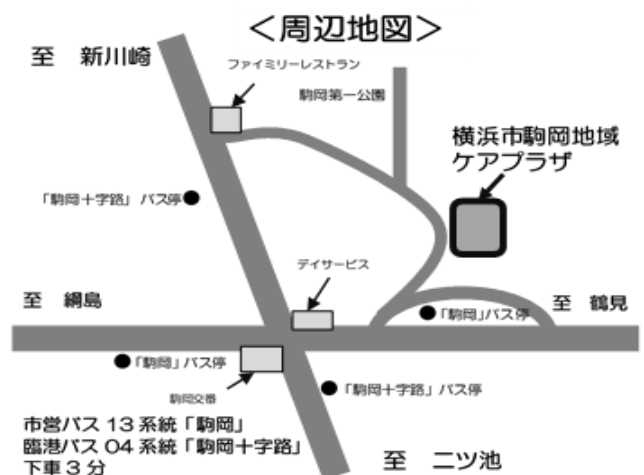 ＜周辺地図＞
至　新川崎
ファイミリーレストラン
駒岡第一公園
横浜市駒岡地域
ケアプラザ
「駒岡十字路」バス停
デイサービス
至　綱島
至　鶴見
「駒岡」バス停
「駒岡」バス停
駒岡交番
「駒岡十字路」バス停
市営バス 13 系統「駒岡」
臨港バス 04 系統「駒岡十字路」
下車 3 分
至　二ツ池